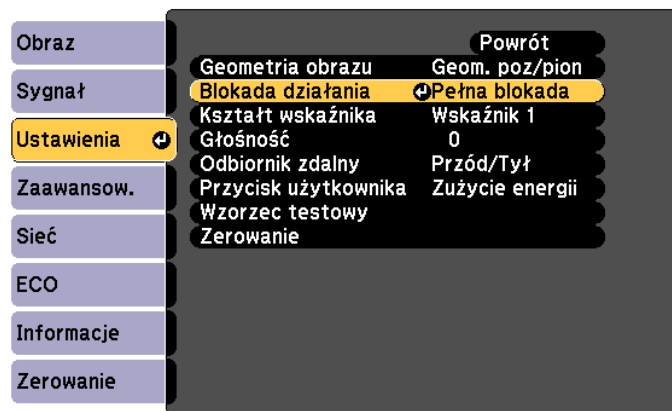 Obraz
Sygnał
Ustawienia
Zaawansow.
Sieć
ECO
Informacje
Zerowanie
Powrót
Geometria obrazu Geom. poz/pion
Blokada działania Pełna blokada
Kształt wskaźnika Wskaźnik 1
Głośność 0
Odbiornik zdalny Przód/Tył
Przycisk użytkownika Zużycie energii
Wzorzec testowy
Zerowanie